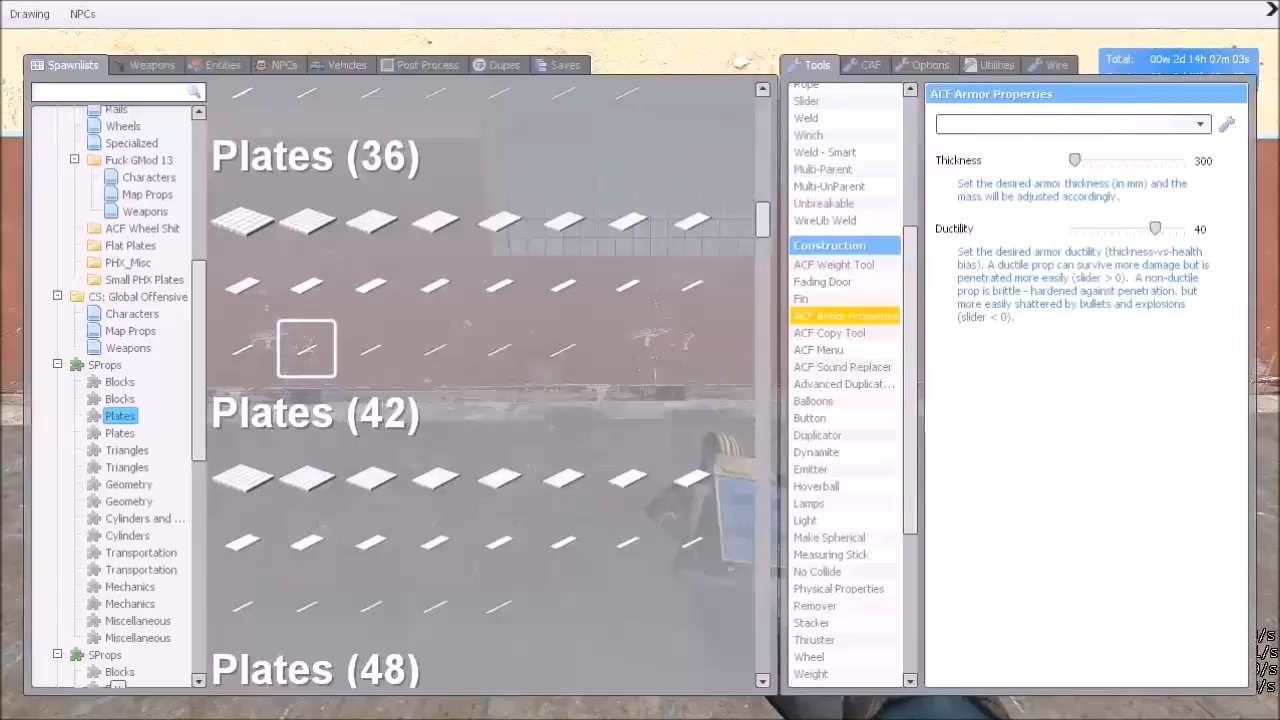 Drawing NPCs
Spawnlists Weapons Entities NPCs Vehicles Post Process Dupes Saves
Tools CAF Options Utilities Wire
Total: 00w 2d 14h 07m 03s
Rails
Wheels
Specialized
Fuck GMod 13
Characters
Map Props
Weapons
ACF Wheel Shit
Flat Plates
PHX_Misc
Small PHX Plates
CS: Global Offensive
Characters
Map Props
Weapons
SProps
Blocks
Blocks
Plates
Plates
Triangles
Triangles
Geometry
Geometry
Cylinders and ...
Cylinders
Transportation
Transportation
Mechanics
Mechanics
Miscellaneous
Miscellaneous
SProps
Blocks
Plates (36)
Plates (42)
Plates (48)
Rope
Slider
Weld
Winch
Weld - Smart
Multi-Parent
Multi-UnParent
Unbreakable
WireLib Weld
Construction
ACF Weight Tool
Fading Door
Fin
ACF Armor Properties
ACF Copy Tool
ACF Menu
ACF Sound Replacer
Advanced Duplicat...
Balloons
Button
Duplicator
Dynamite
Emitter
Hoverball
Lamps
Light
Make Spherical
Measuring Stick
No Collide
Physical Properties
Remover
Stacker
Thruster
Wheel
Weight
ACF Armor Properties
Thickness 300
Set the desired armor thickness (in mm) and the
mass will be adjusted accordingly.
Ductility 40
Set the desired armor ductility (thickness-vs-health
bias). A ductile prop can survive more damage but is
penetrated more easily (slider > 0). A non-ductile
prop is brittle - hardened against penetration, but
more easily shattered by bullets and explosions
(slider < 0).
/s
/s
/s
/s